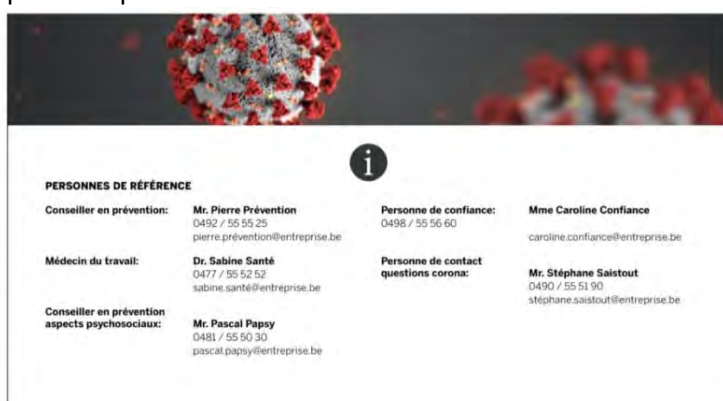 i
PERSONNES DE RÉFÉRENCE
Conseiller en prévention:
Mr. Pierre Prévention
0492 / 55 55 25
pierre.prévention@entreprise.be
Médecin du travail:
Dr. Sabine Santé
0477 / 55 52 52
sabine.santé@entreprise.be
Conseiller en prévention
aspects psychosociaux:
Mr. Pascal Papsy
0481 / 55 50 30
pascal.papsy@entreprise.be
Personne de confiance:
0498 / 55 56 60
Mme Caroline Confiance
caroline.confiance@entreprise.be
Personne de contact
questions corona:
Mr. Stéphane Saistout
0490 / 55 51 90
stéphane.saistout@entreprise.be